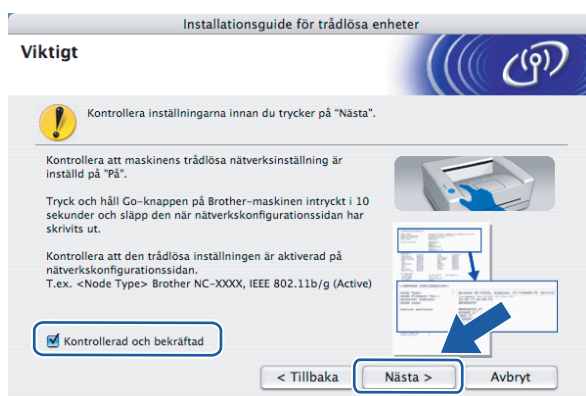 Installationsguide för trådlösa enheter
Viktigt
Kontrollera inställningarna innan du trycker på "Nästa".
Kontrollera att maskinens trådlösa nätverksinställning är
inställd på "På".
Tryck och håll Go-knappen på Brother-maskinen intryckt i 10
sekunder och släpp den när nätverkskonfigurationssidan har
skrivits ut.
Kontrollera att den trådlösa inställningen är aktiverad på
nätverkskonfigurationssidan.
T.ex. <Node Type> Brother NC-XXXX, IEEE 802.11b/g (Active)
Kontrollerad och bekräftad
< Tillbaka
Nästa >
Avbryt